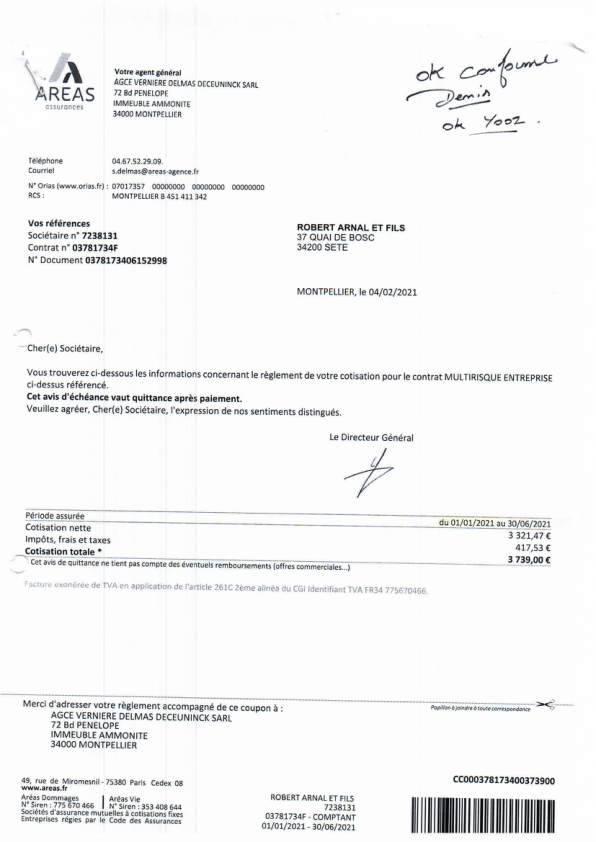 AREAS
assurances
Votre agent général
AGCE VERNIERE DELMAS DECEUNINCK SARL
72 Bd PENELOPE
IMMEUBLE AMMONITE
34000 MONTPELLIER
ok conforme
Denis
ok Yooz.
Téléphone 04.67.52.29.09.
Courriel s.delmas@areas-agence.fr
N° Orias (www.orias.fr) : 07017357 00000000 00000000 00000000
RCS : MONTPELLIER B 451 411 342
Vos références
Sociétaire n° 7238131
Contrat n° 03781734F
N° Document 0378173406152998
ROBERT ARNAL ET FILS
37 QUAI DE BOSC
34200 SETE
MONTPELLIER, le 04/02/2021
Cher(e) Sociétaire,
Vous trouverez ci-dessous les informations concernant le règlement de votre cotisation pour le contrat MULTIRISQUE ENTREPRISE
ci-dessus référencé.
Cet avis d'échéance vaut quittance après paiement.
Veuillez agréer, Cher(e) Sociétaire, l'expression de nos sentiments distingués.
Le Directeur Général
Période assurée du 01/01/2021 au 30/06/2021
Cotisation nette 3 321,47 €
Impôts, frais et taxes 417,53 €
Cotisation totale * 3 739,00 €
Cet avis de quittance ne tient pas compte des éventuels remboursements (offres commerciales...)
Facture exonérée de TVA en application de l'article 261C 2ème alinéa du CGI Identifiant TVA FR34 775670466.
Merci d'adresser votre règlement accompagné de ce coupon à :
AGCE VERNIERE DELMAS DECEUNINCK SARL
72 Bd PENELOPE
IMMEUBLE AMMONITE
34000 MONTPELLIER
Papillon à joindre à toute correspondance
49, rue de Miromesnil - 75380 Paris Cedex 08
www.areas.fr
Aréas Dommages
N° Siren : 775 670 466
Aréas Vie
N° Siren : 353 408 644
Sociétés d'assurance mutuelles à cotisations fixes
Entreprises régies par le Code des Assurances
ROBERT ARNAL ET FILS
7238131
03781734F - COMPTANT
01/01/2021 - 30/06/2021
CC000378173400373900